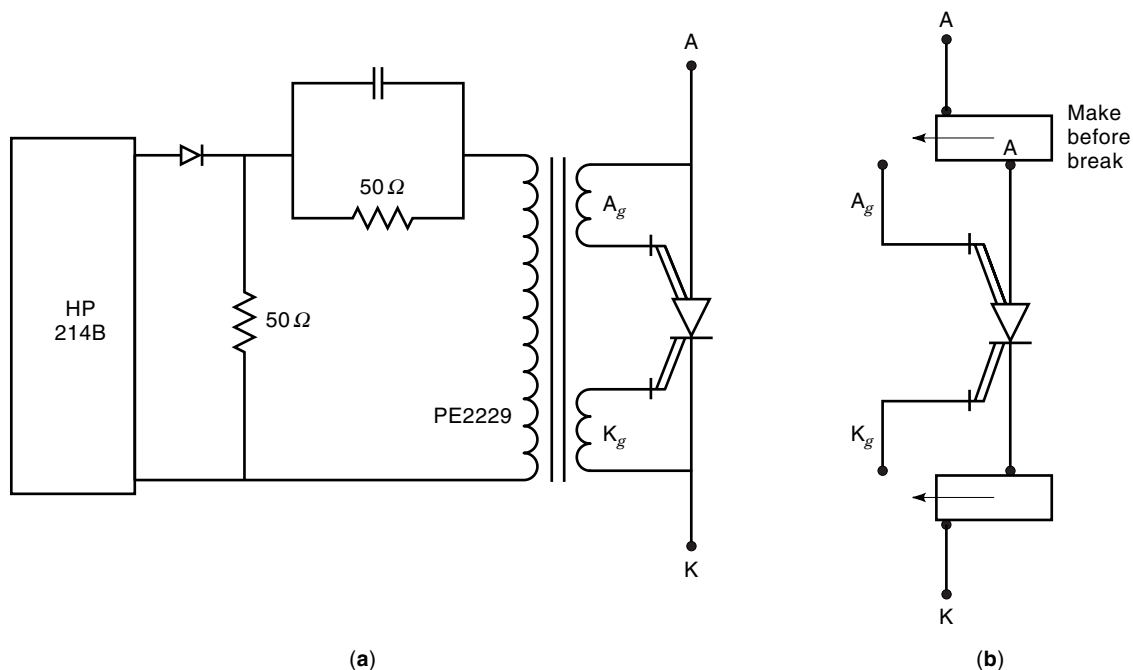 A
50 Ω
A_g
HP
214B
50 Ω
PE2229
K_g
K
(a)
A
Make
before
break
A
A_g
K_g
K
(b)